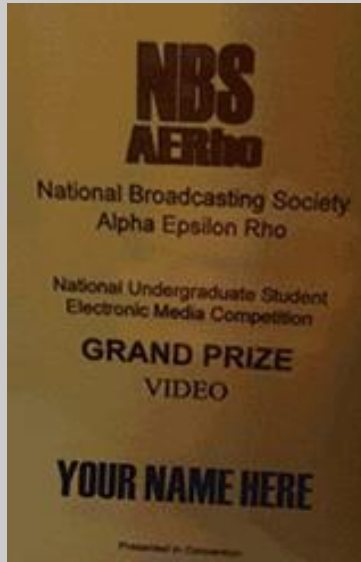 NBS
AERho
National Broadcasting Society
Alpha Epsilon Rho
National Undergraduate Student
Electronic Media Competition
GRAND PRIZE
VIDEO
YOUR NAME HERE
Presented in Convention